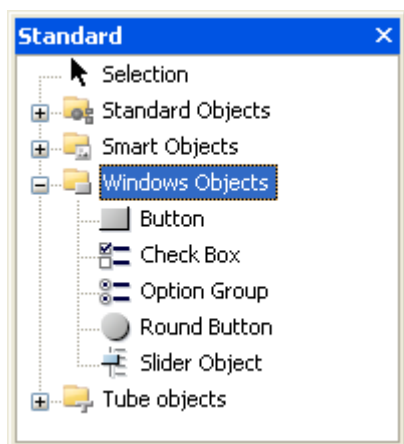 Standard
Selection
Standard Objects
Smart Objects
Windows Objects
Button
Check Box
Option Group
Round Button
Slider Object
Tube objects